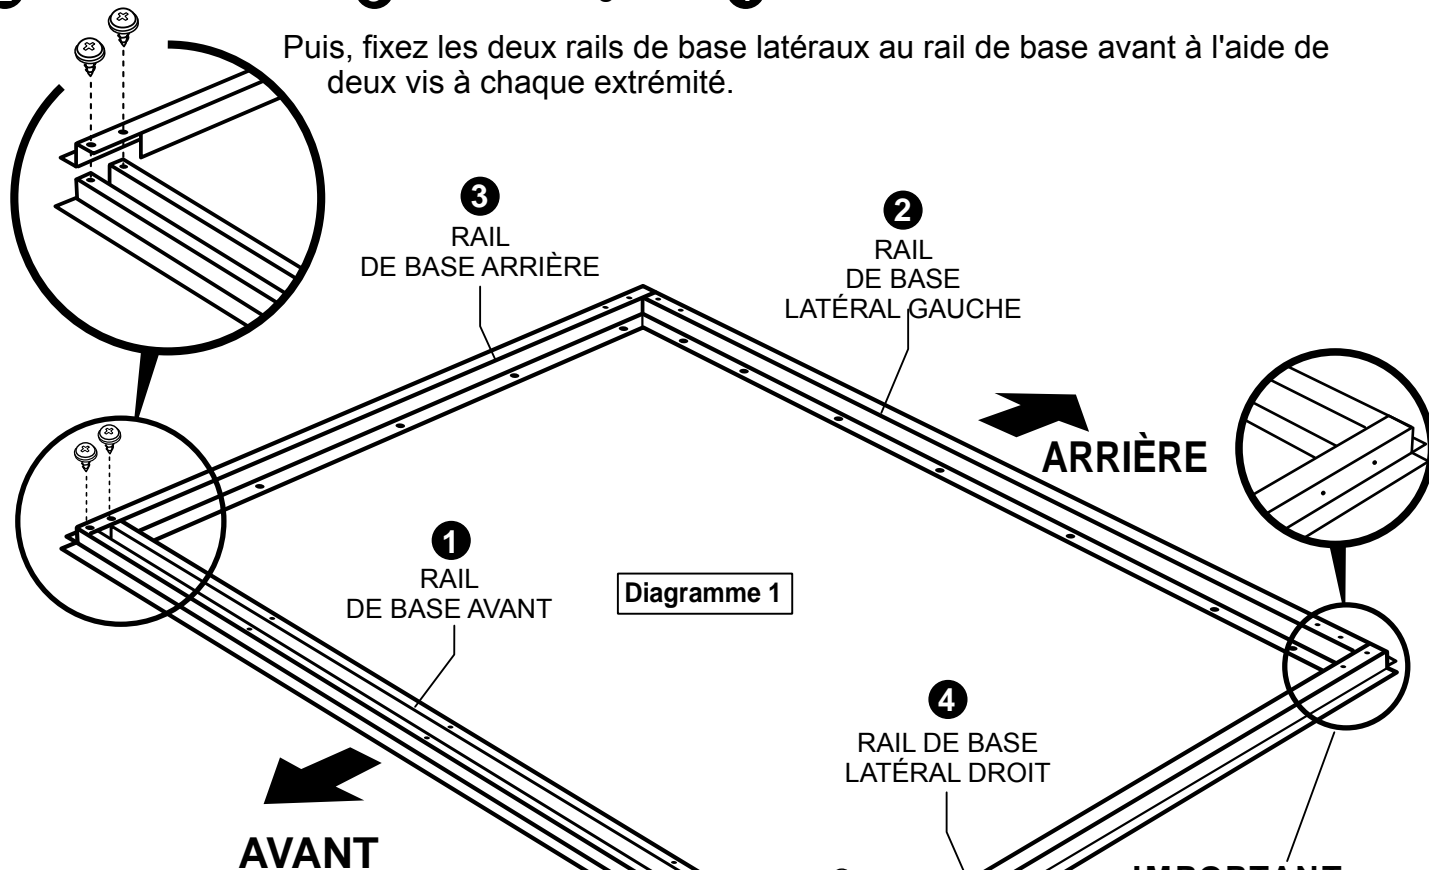 Puis, fixez les deux rails de base latéraux au rail de base avant à l'aide de
deux vis à chaque extrémité.
3
RAIL
DE BASE ARRIÈRE
2
RAIL
DE BASE
LATÉRAL GAUCHE
ARRIÈRE
1
RAIL
DE BASE AVANT
Diagramme 1
4
RAIL DE BASE
LATÉRAL DROIT
AVANT
IMPORTANT